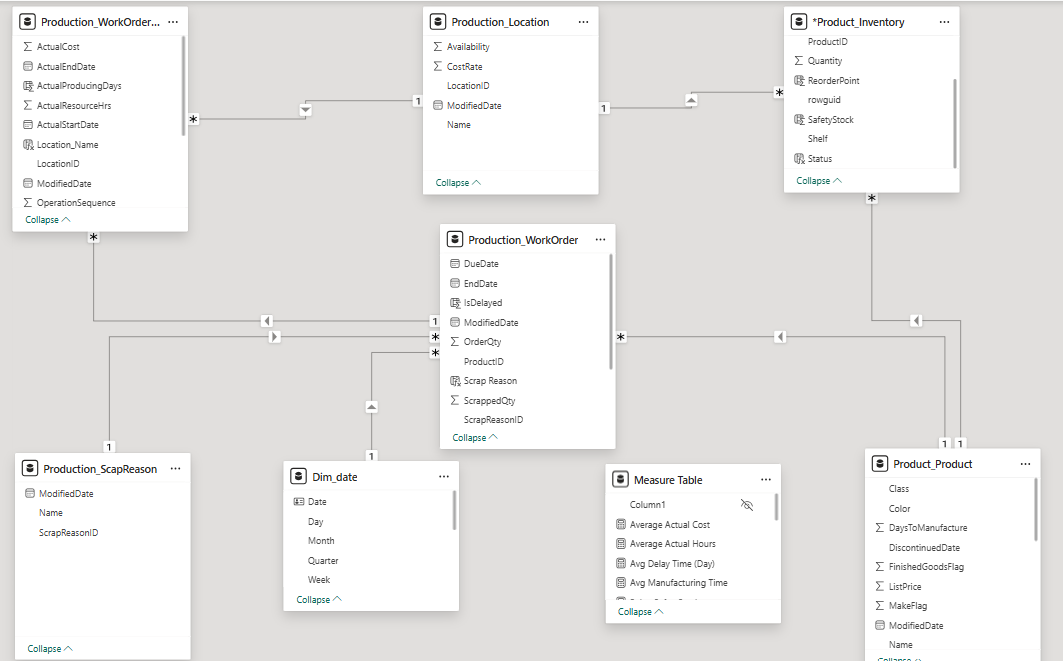 Production_WorkOrder...
ActualCost
ActualEndDate
ActualProducingDays
ActualResourceHrs
ActualStartDate
Location_Name
LocationID
ModifiedDate
OperationSequence
Collapse
Production_Location
Availability
CostRate
LocationID
ModifiedDate
Name
Collapse
*Product_Inventory
ProductID
Quantity
ReorderPoint
rowguid
SafetyStock
Shelf
Status
Collapse
*
1
1
*
*
*
Production_WorkOrder
DueDate
EndDate
IsDelayed
ModifiedDate
OrderQty
ProductID
Scrap Reason
ScrappedQty
ScrapReasonID
Collapse
1
*
*
*
1
1
1
1
Production_ScapReason
ModifiedDate
Name
ScrapReasonID
Collapse
Dim_date
Date
Day
Month
Quarter
Week
Collapse
Measure Table
Column1
Average Actual Cost
Average Actual Hours
Avg Delay Time (Day)
Avg Manufacturing Time
Collapse
Product_Product
Class
Color
DaysToManufacture
DiscontinuedDate
FinishedGoodsFlag
ListPrice
MakeFlag
ModifiedDate
Name
Collapse